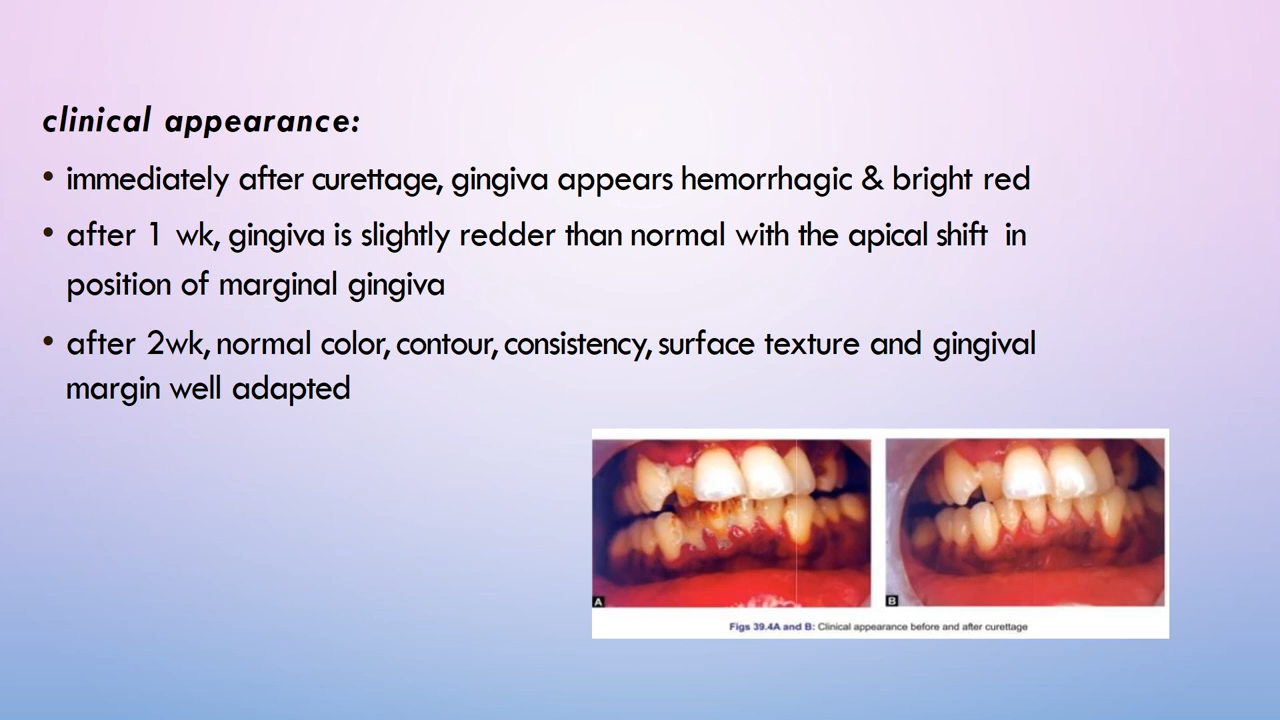 clinical appearance:
• immediately after curettage, gingiva appears hemorrhagic & bright red
• after 1 wk, gingiva is slightly redder than normal with the apical shift in
position of marginal gingiva
• after 2wk, normal color, contour, consistency, surface texture and gingival
margin well adapted
A
B
Figs 39.4A and B: Clinical appearance before and after curettage